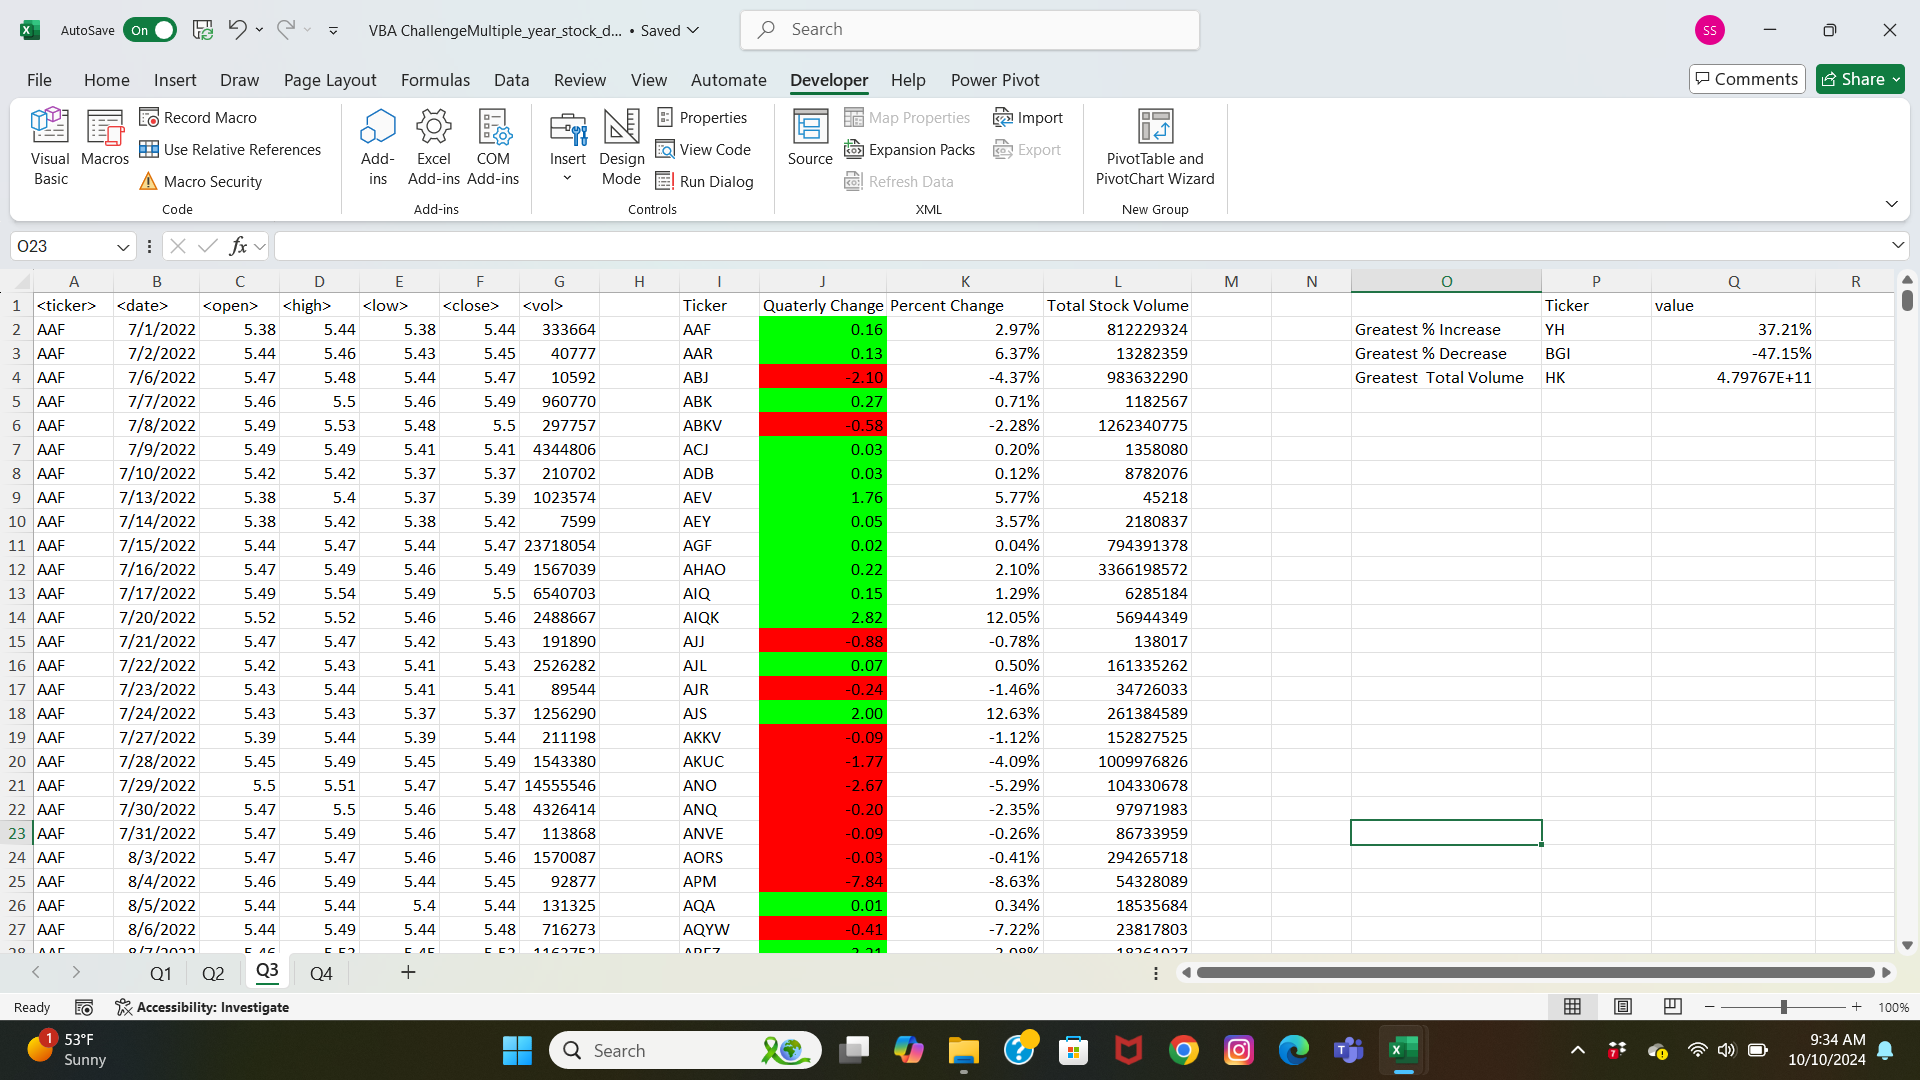 AutoSave On VBA ChallengeMultiple_year_stock_d... • Saved Search SS
File Home Insert Draw Page Layout Formulas Data Review View Automate Developer Help Power Pivot Comments Share
Visual Basic Macros Record Macro Use Relative References Macro Security
Add-ins Excel Add-ins COM Add-ins
Insert Design Mode Properties View Code Run Dialog
Source Map Properties Expansion Packs Refresh Data Import Export
PivotTable and PivotChart Wizard
Code Add-ins Controls XML New Group
O23 fx
A B C D E F G H I J K L M N O P Q R
1 <ticker> <date> <open> <high> <low> <close> <vol> Ticker Quaterly Change Percent Change Total Stock Volume Ticker value
2 AAF 7/1/2022 5.38 5.44 5.38 5.44 333664 AAF 0.16 2.97% 812229324 Greatest % Increase YH 37.21%
3 AAF 7/2/2022 5.44 5.46 5.43 5.45 40777 AAR 0.13 6.37% 13282359 Greatest % Decrease BGI -47.15%
4 AAF 7/6/2022 5.47 5.48 5.44 5.47 10592 ABJ -2.10 -4.37% 983632290 Greatest  Total Volume HK 4.79767E+11
5 AAF 7/7/2022 5.46 5.5 5.46 5.49 960770 ABK 0.27 0.71% 1182567
6 AAF 7/8/2022 5.49 5.53 5.48 5.5 297757 ABKV -0.58 -2.28% 1262340775
7 AAF 7/9/2022 5.49 5.49 5.41 5.41 4344806 ACJ 0.03 0.20% 1358080
8 AAF 7/10/2022 5.42 5.42 5.37 5.37 210702 ADB 0.03 0.12% 8782076
9 AAF 7/13/2022 5.38 5.4 5.37 5.39 1023574 AEV 1.76 5.77% 45218
10 AAF 7/14/2022 5.38 5.42 5.38 5.42 7599 AEY 0.05 3.57% 2180837
11 AAF 7/15/2022 5.44 5.47 5.44 5.47 23718054 AGF 0.02 0.04% 794391378
12 AAF 7/16/2022 5.47 5.49 5.46 5.49 1567039 AHAO 0.22 2.10% 3366198572
13 AAF 7/17/2022 5.49 5.54 5.49 5.5 6540703 AIQ 0.15 1.29% 6285184
14 AAF 7/20/2022 5.52 5.52 5.46 5.46 2488667 AIQK 2.82 12.05% 56944349
15 AAF 7/21/2022 5.47 5.47 5.42 5.43 191890 AJJ -0.88 -0.78% 138017
16 AAF 7/22/2022 5.42 5.43 5.41 5.43 2526282 AJL 0.07 0.50% 161335262
17 AAF 7/23/2022 5.43 5.44 5.41 5.41 89544 AJR -0.24 -1.46% 34726033
18 AAF 7/24/2022 5.43 5.43 5.37 5.37 1256290 AJS 2.00 12.63% 261384589
19 AAF 7/27/2022 5.39 5.44 5.39 5.44 211198 AKKV -0.09 -1.12% 152827525
20 AAF 7/28/2022 5.45 5.49 5.45 5.49 1543380 AKUC -1.77 -4.09% 1009976826
21 AAF 7/29/2022 5.5 5.51 5.47 5.47 14555546 ANO -2.67 -5.29% 104330678
22 AAF 7/30/2022 5.47 5.5 5.46 5.48 4326414 ANQ -0.20 -2.35% 97971983
23 AAF 7/31/2022 5.47 5.49 5.46 5.47 113868 ANVE -0.09 -0.26% 86733959
24 AAF 8/3/2022 5.47 5.47 5.46 5.46 1570087 AORS -0.03 -0.41% 294265718
25 AAF 8/4/2022 5.46 5.49 5.44 5.45 92877 APM -7.84 -8.63% 54328089
26 AAF 8/5/2022 5.44 5.44 5.4 5.44 131325 AQA 0.01 0.34% 18535684
27 AAF 8/6/2022 5.44 5.49 5.44 5.48 716273 AQYW -0.41 -7.22% 23817803
Q1 Q2 Q3 Q4
Ready Accessibility: Investigate 100%
1 53°F Search 7 9:34 AM
Sunny 10/10/2024